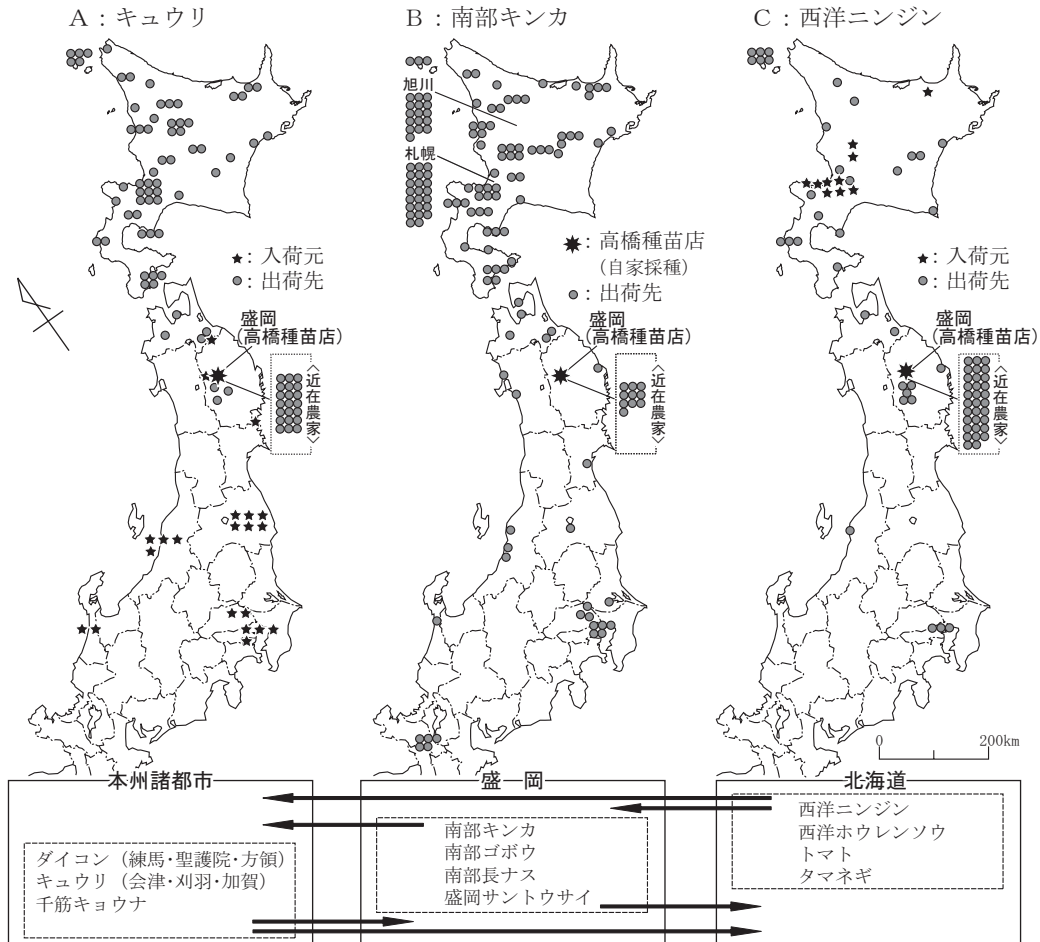 A：キュウリ
B：南部キンカ
C：西洋ニンジン
旭川
札幌
★：入荷元
●：出荷先
盛岡
(高橋種苗店)
〈近在農家〉
：高橋種苗店
(自家採種)
●：出荷先
盛岡
(高橋種苗店)
〈近在農家〉
★：入荷元
●：出荷先
盛岡
(高橋種苗店)
〈近在農家〉
0 200km
本州諸都市
ダイコン（練馬・聖護院・方領）
キュウリ（会津・刈羽・加賀）
千筋キョウナ
盛　岡
南部キンカ
南部ゴボウ
南部長ナス
盛岡サントウサイ
北海道
西洋ニンジン
西洋ホウレンソウ
トマト
タマネギ